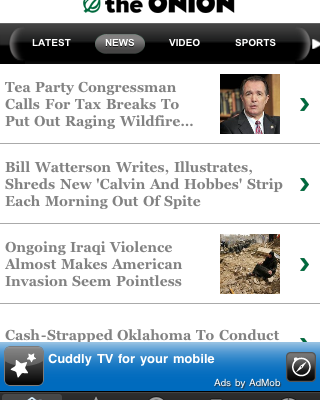 the ONION
LATEST NEWS VIDEO SPORTS
Tea Party Congressman
Calls For Tax Breaks To
Put Out Raging Wildfire...
Bill Watterson Writes, Illustrates,
Shreds New 'Calvin And Hobbes' Strip
Each Morning Out Of Spite
Ongoing Iraqi Violence
Almost Makes American
Invasion Seem Pointless
Cash-Strapped Oklahoma To Conduct
Cuddly TV for your mobile
Ads by AdMob